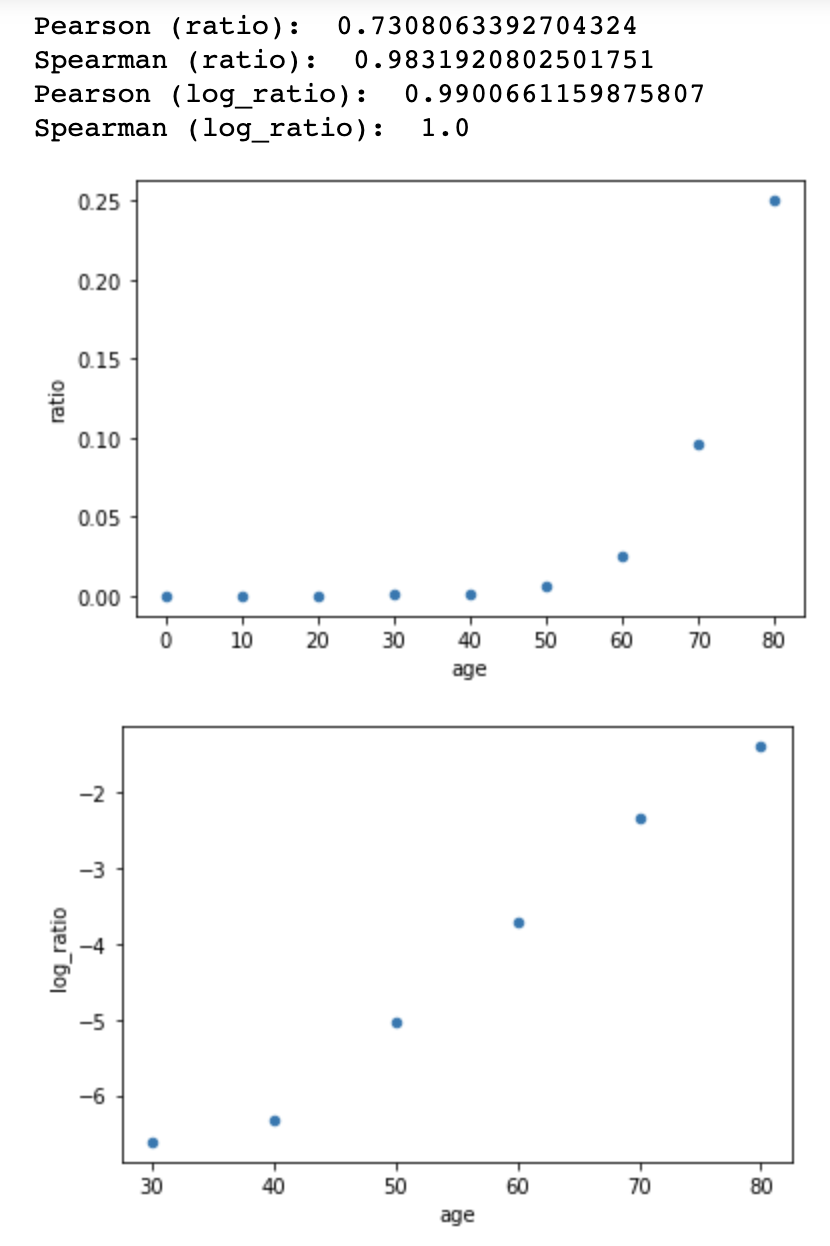 Pearson (ratio):  0.7308063392704324
Spearman (ratio):  0.9831920802501751
Pearson (log_ratio):  0.9900661159875807
Spearman (log_ratio):  1.0
0.25
0.20
0.15
0.10
0.05
0.00
ratio
0 10 20 30 40 50 60 70 80
age
−2
−3
−4
−5
−6
log_ratio
30 40 50 60 70 80
age